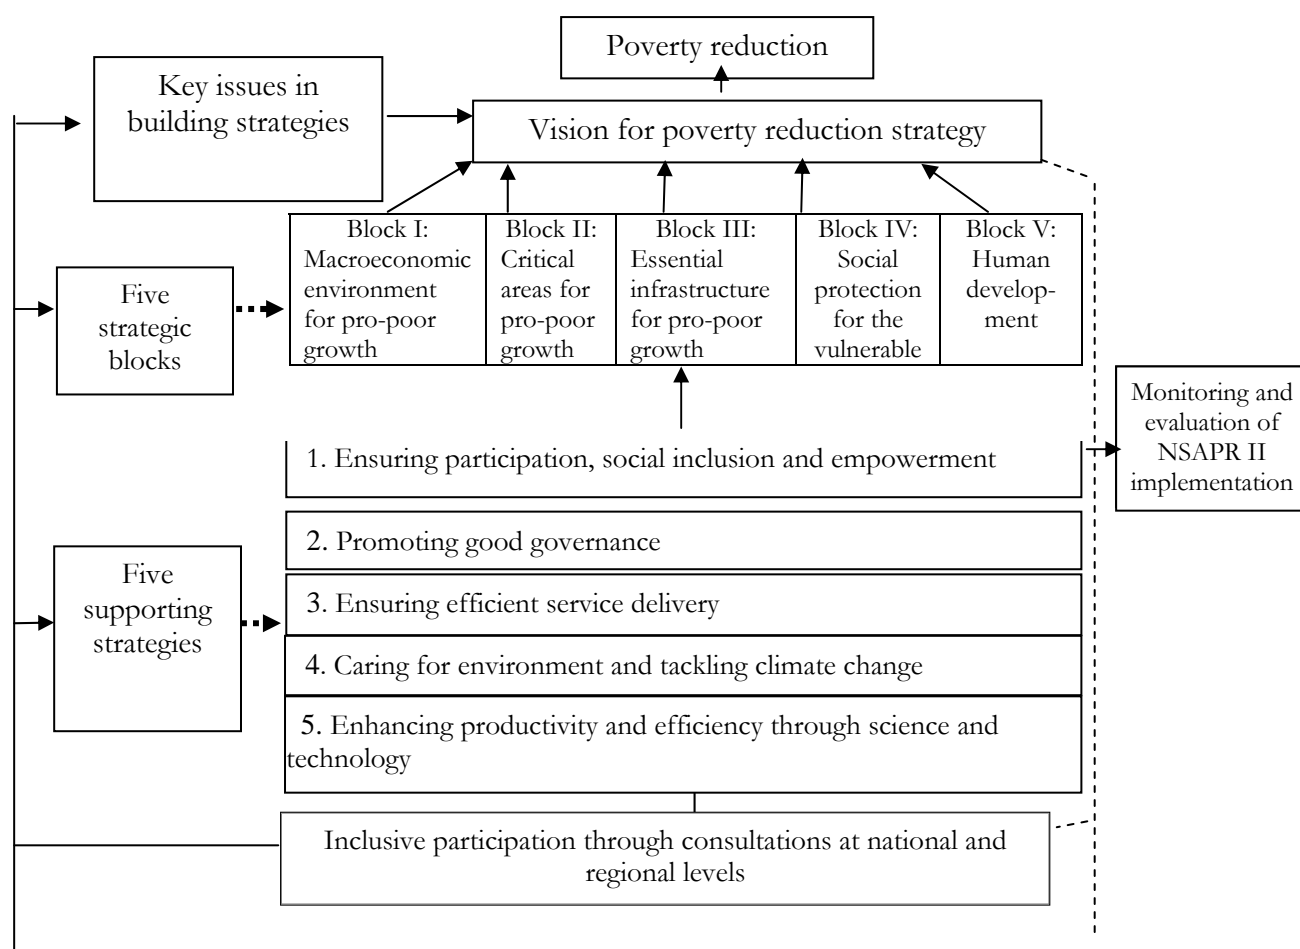 Poverty reduction
Key issues in
building strategies
Vision for poverty reduction strategy
Five
strategic
blocks
Block I:
Macroeconomic
environment
for pro-poor
growth
Block II:
Critical
areas for
pro-poor
growth
Block III:
Essential
infrastructure
for pro-poor
growth
Block IV:
Social
protection
for the
vulnerable
Block V:
Human
develop-
ment
Monitoring and
evaluation of
NSAPR II
implementation
Five
supporting
strategies
1. Ensuring participation, social inclusion and empowerment
2. Promoting good governance
3. Ensuring efficient service delivery
4. Caring for environment and tackling climate change
5. Enhancing productivity and efficiency through science and
technology
Inclusive participation through consultations at national and
regional levels